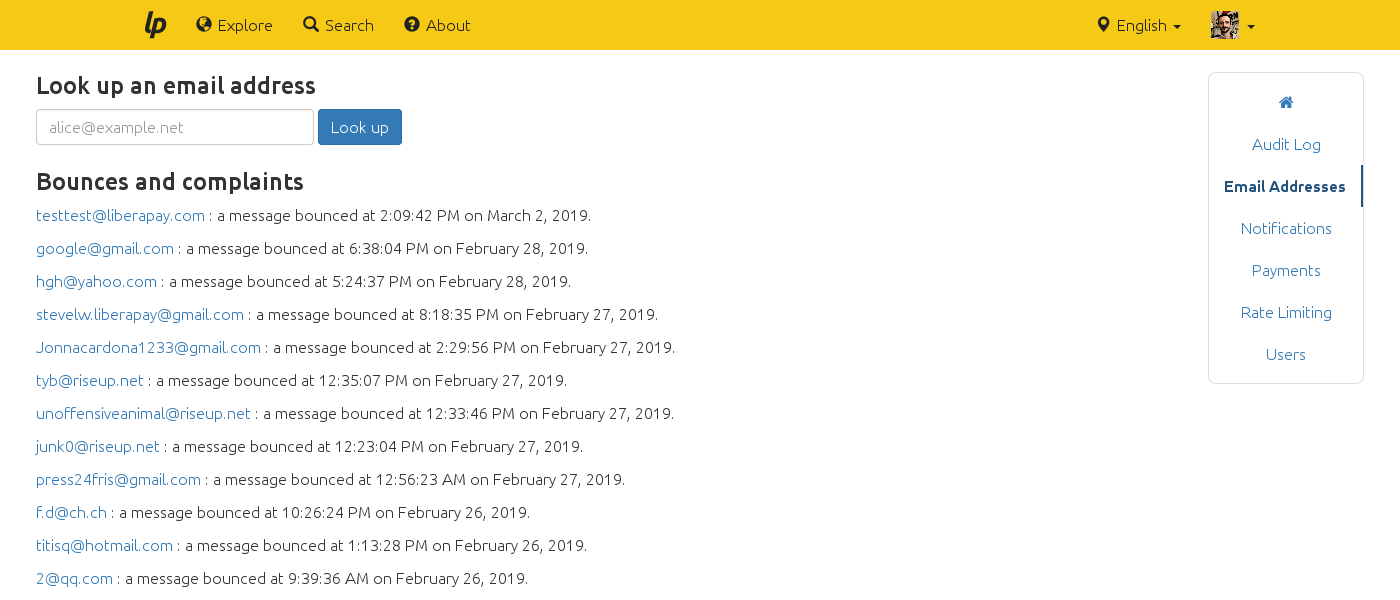 lp Explore Search About English
Look up an email address
alice@example.net Look up
Bounces and complaints
testtest@liberapay.com : a message bounced at 2:09:42 PM on March 2, 2019.
google@gmail.com : a message bounced at 6:38:04 PM on February 28, 2019.
hgh@yahoo.com : a message bounced at 5:24:37 PM on February 28, 2019.
stevelw.liberapay@gmail.com : a message bounced at 8:18:35 PM on February 27, 2019.
Jonnacardona1233@gmail.com : a message bounced at 2:29:56 PM on February 27, 2019.
tyb@riseup.net : a message bounced at 12:35:07 PM on February 27, 2019.
unoffensiveanimal@riseup.net : a message bounced at 12:33:46 PM on February 27, 2019.
junk0@riseup.net : a message bounced at 12:23:04 PM on February 27, 2019.
press24fris@gmail.com : a message bounced at 12:56:23 AM on February 27, 2019.
f.d@ch.ch : a message bounced at 10:26:24 PM on February 26, 2019.
titisq@hotmail.com : a message bounced at 1:13:28 PM on February 26, 2019.
2@qq.com : a message bounced at 9:39:36 AM on February 26, 2019.
Audit Log
Email Addresses
Notifications
Payments
Rate Limiting
Users